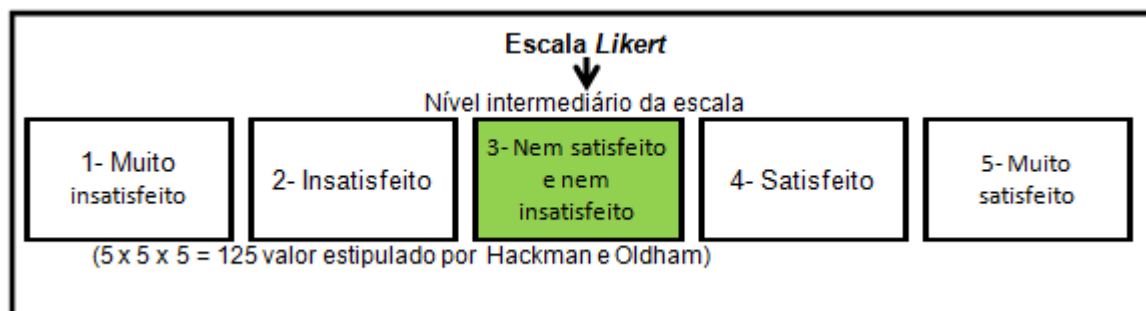 Escala Likert
Nível intermediário da escala
1- Muito
insatisfeito
2- Insatisfeito
3- Nem satisfeito
e nem
insatisfeito
4- Satisfeito
5- Muito
satisfeito
(5 x 5 x 5 = 125 valor estipulado por Hackman e Oldham)